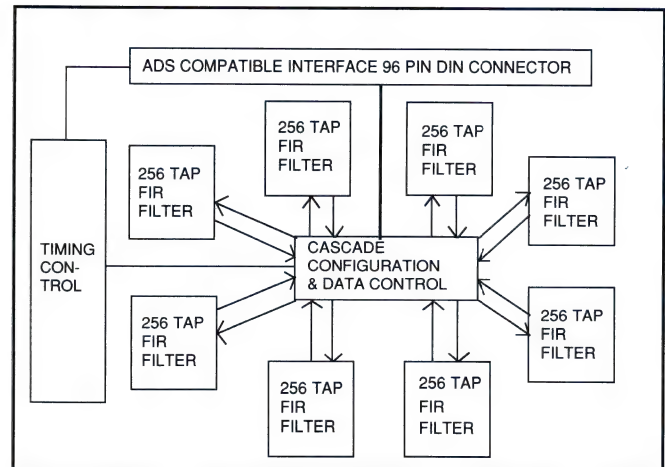 ADS COMPATIBLE INTERFACE 96 PIN DIN CONNECTOR
256 TAP
FIR
FILTER
256 TAP
FIR
FILTER
256 TAP
FIR
FILTER
256 TAP
FIR
FILTER
TIMING
CON-
TROL
CASCADE
CONFIGURATION
& DATA CONTROL
256 TAP
FIR
FILTER
256 TAP
FIR
FILTER
256 TAP
FIR
FILTER
256 TAP
FIR
FILTER